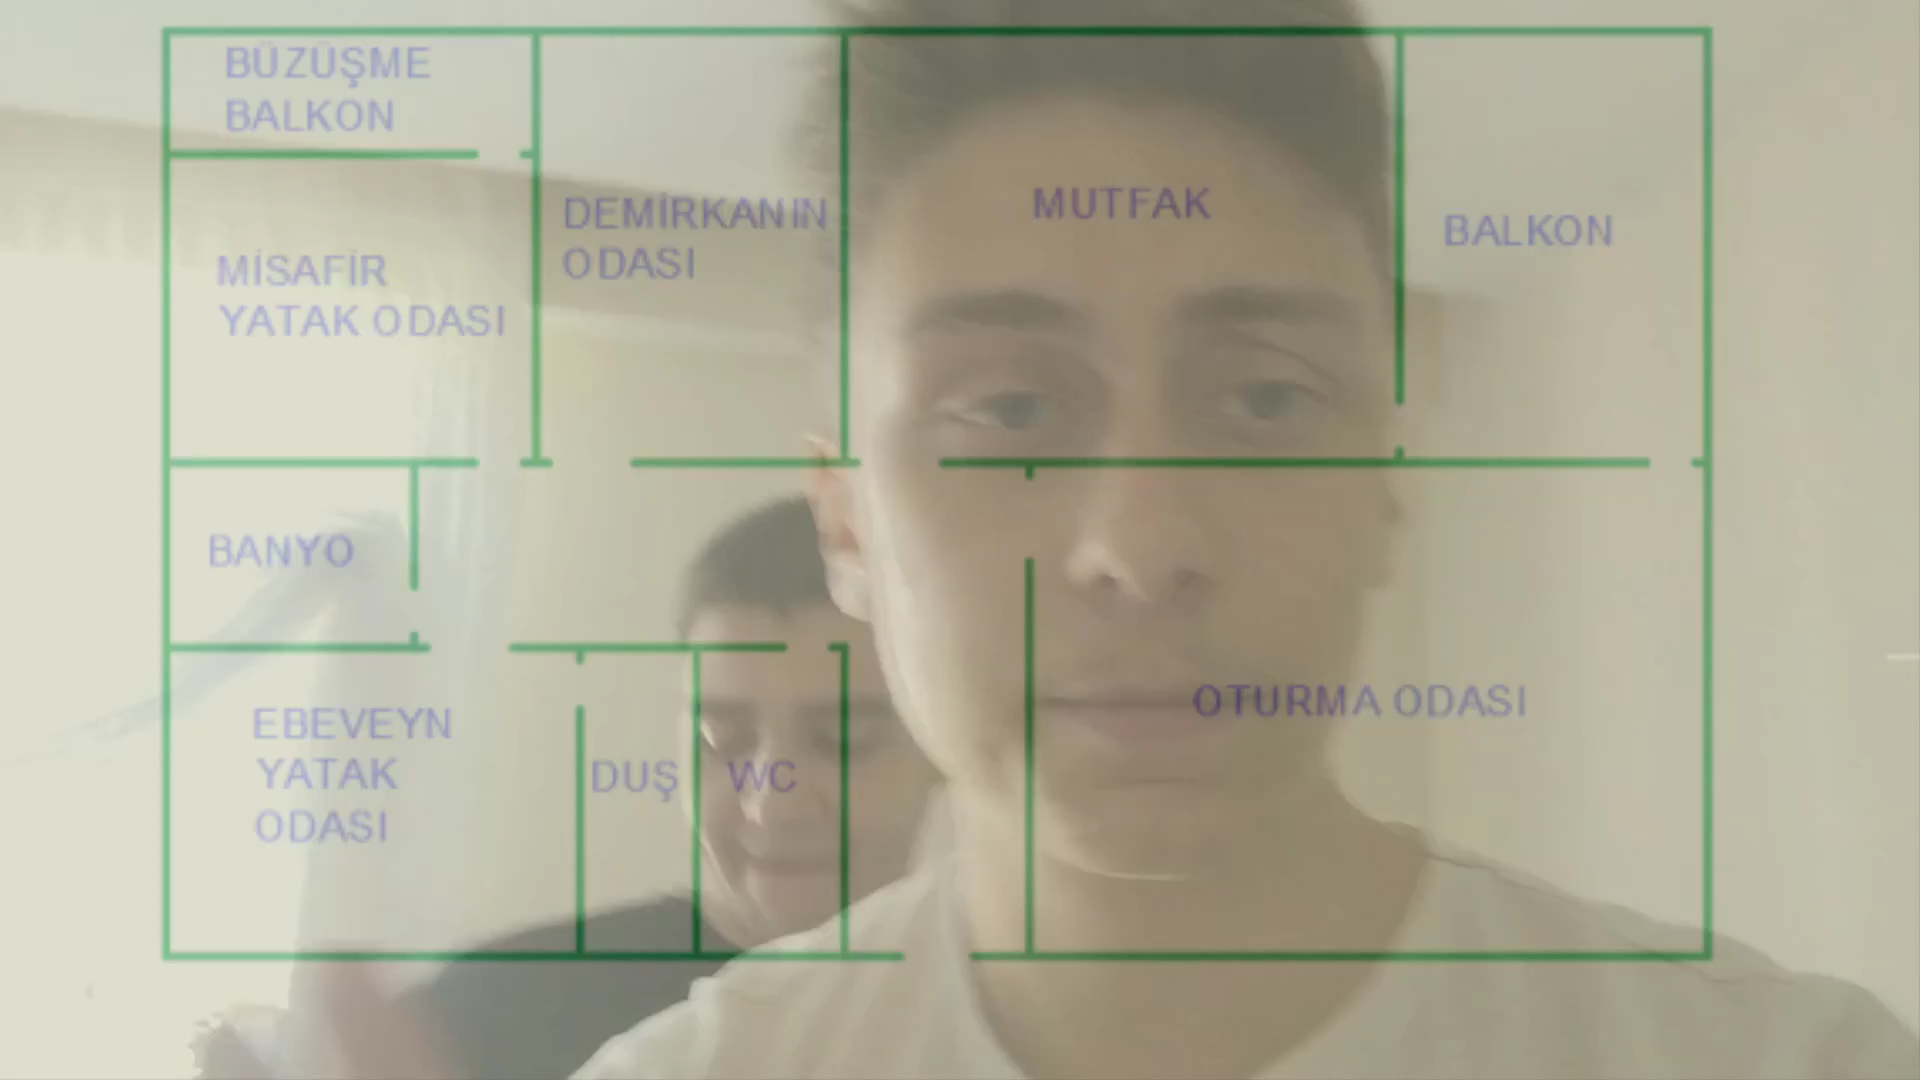 BÜZÜŞME
BALKON
DEMİRKANIN
ODASI
MUTFAK
BALKON
MİSAFİR
YATAK ODASI
BANYO
EBEVEYN
YATAK
ODASI
DUŞ
WC
OTURMA ODASI